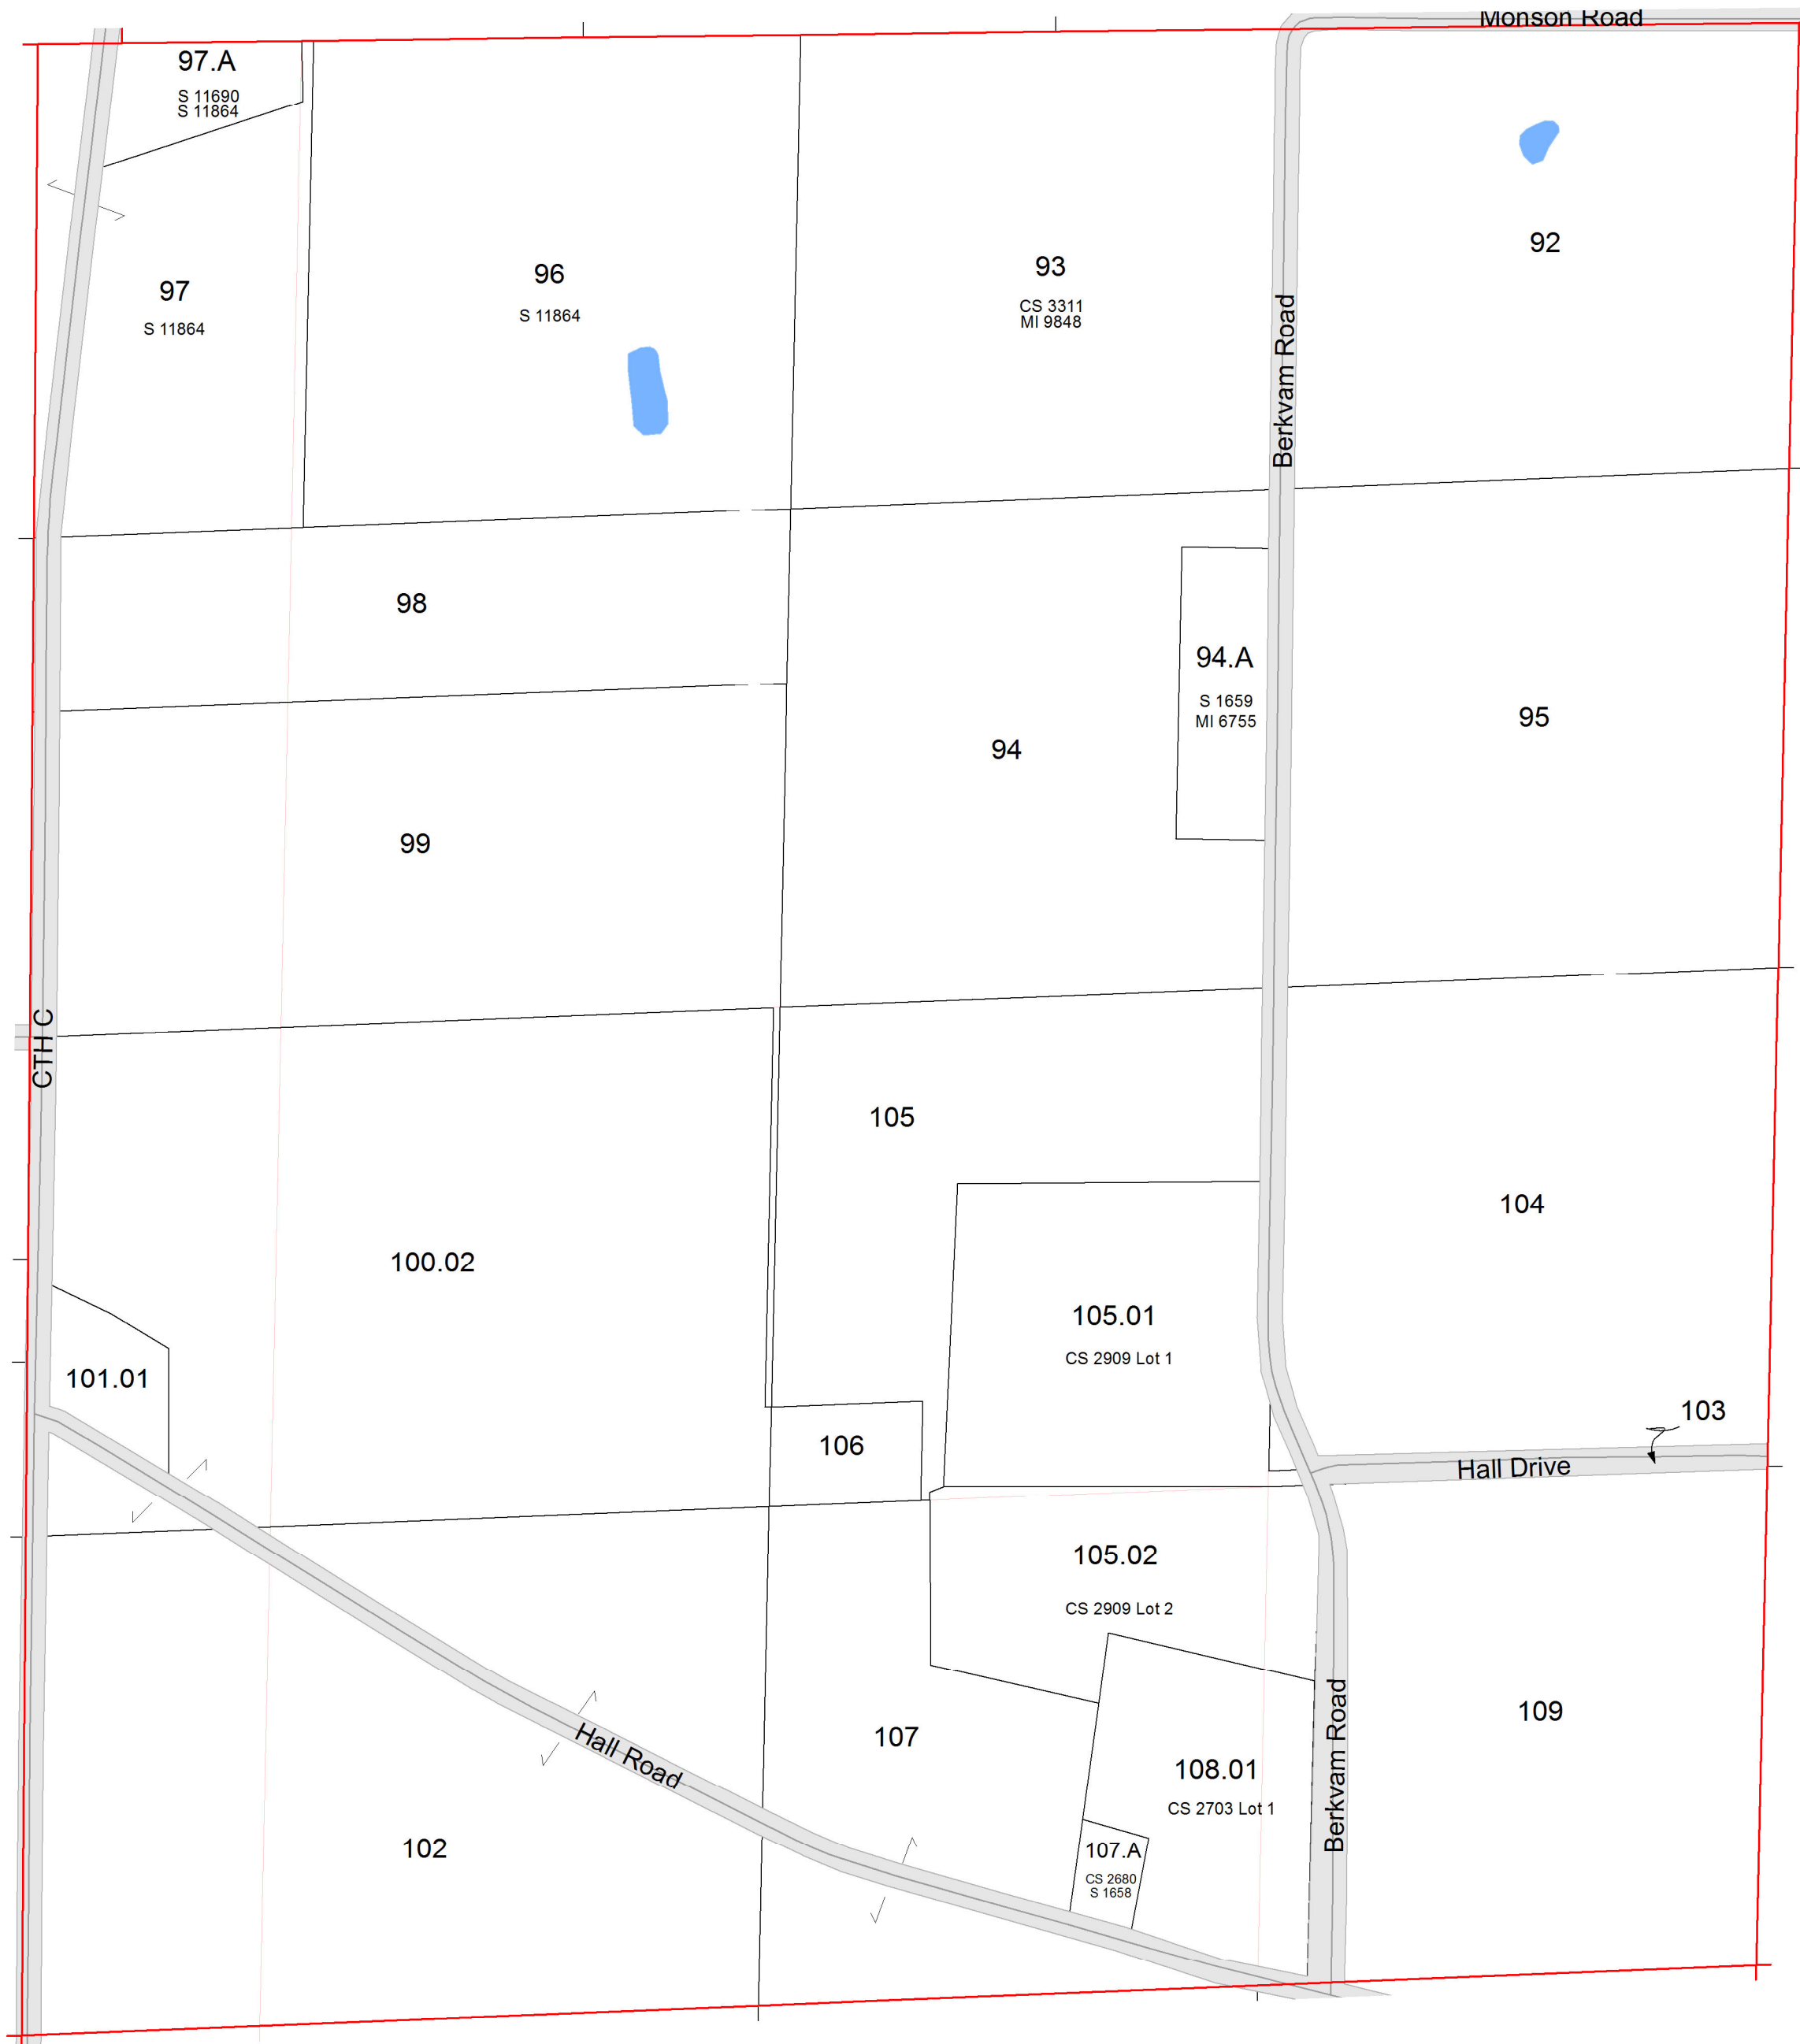 Monson Road
97.A
S 11690
S 11864
92
93
CS 3311
MI 9848
96
S 11864
97
S 11864
Berkvam Road
98
94.A
S 1659
MI 6755
95
94
99
CTH C
105
104
100.02
105.01
CS 2909 Lot 1
101.01
103
106
Hall Drive
105.02
CS 2909 Lot 2
109
107
Hall Road
108.01
CS 2703 Lot 1
Berkvam Road
102
107.A
CS 2680
S 1658